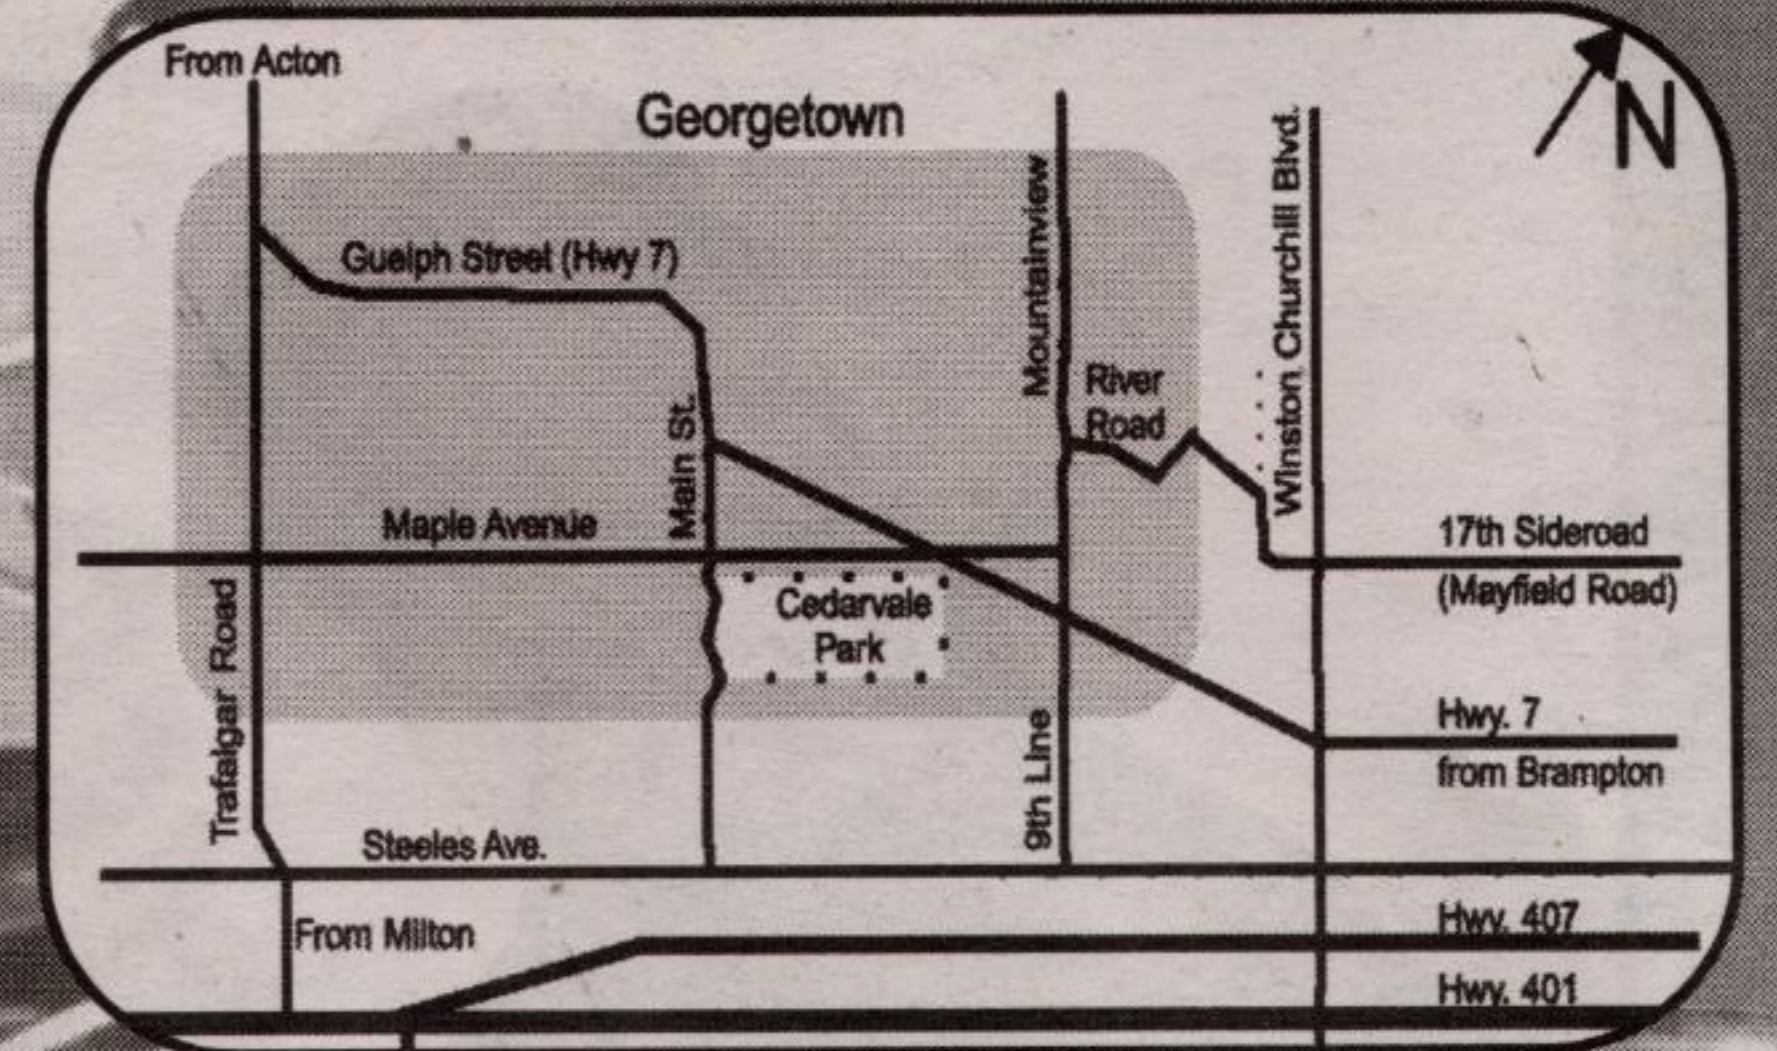 From Acton
Georgetown
N
Guelph Street (Hwy 7)
Mountainview
Winston Churchill Blvd.
River
Road
Main St.
Maple Avenue
17th Sideroad
(Mayfield Road)
Cedarvale
Park
Trafalgar Road
9th Line
Hwy. 7
from Brampton
Steeles Ave.
From Milton
Hwy. 407
Hwy. 401